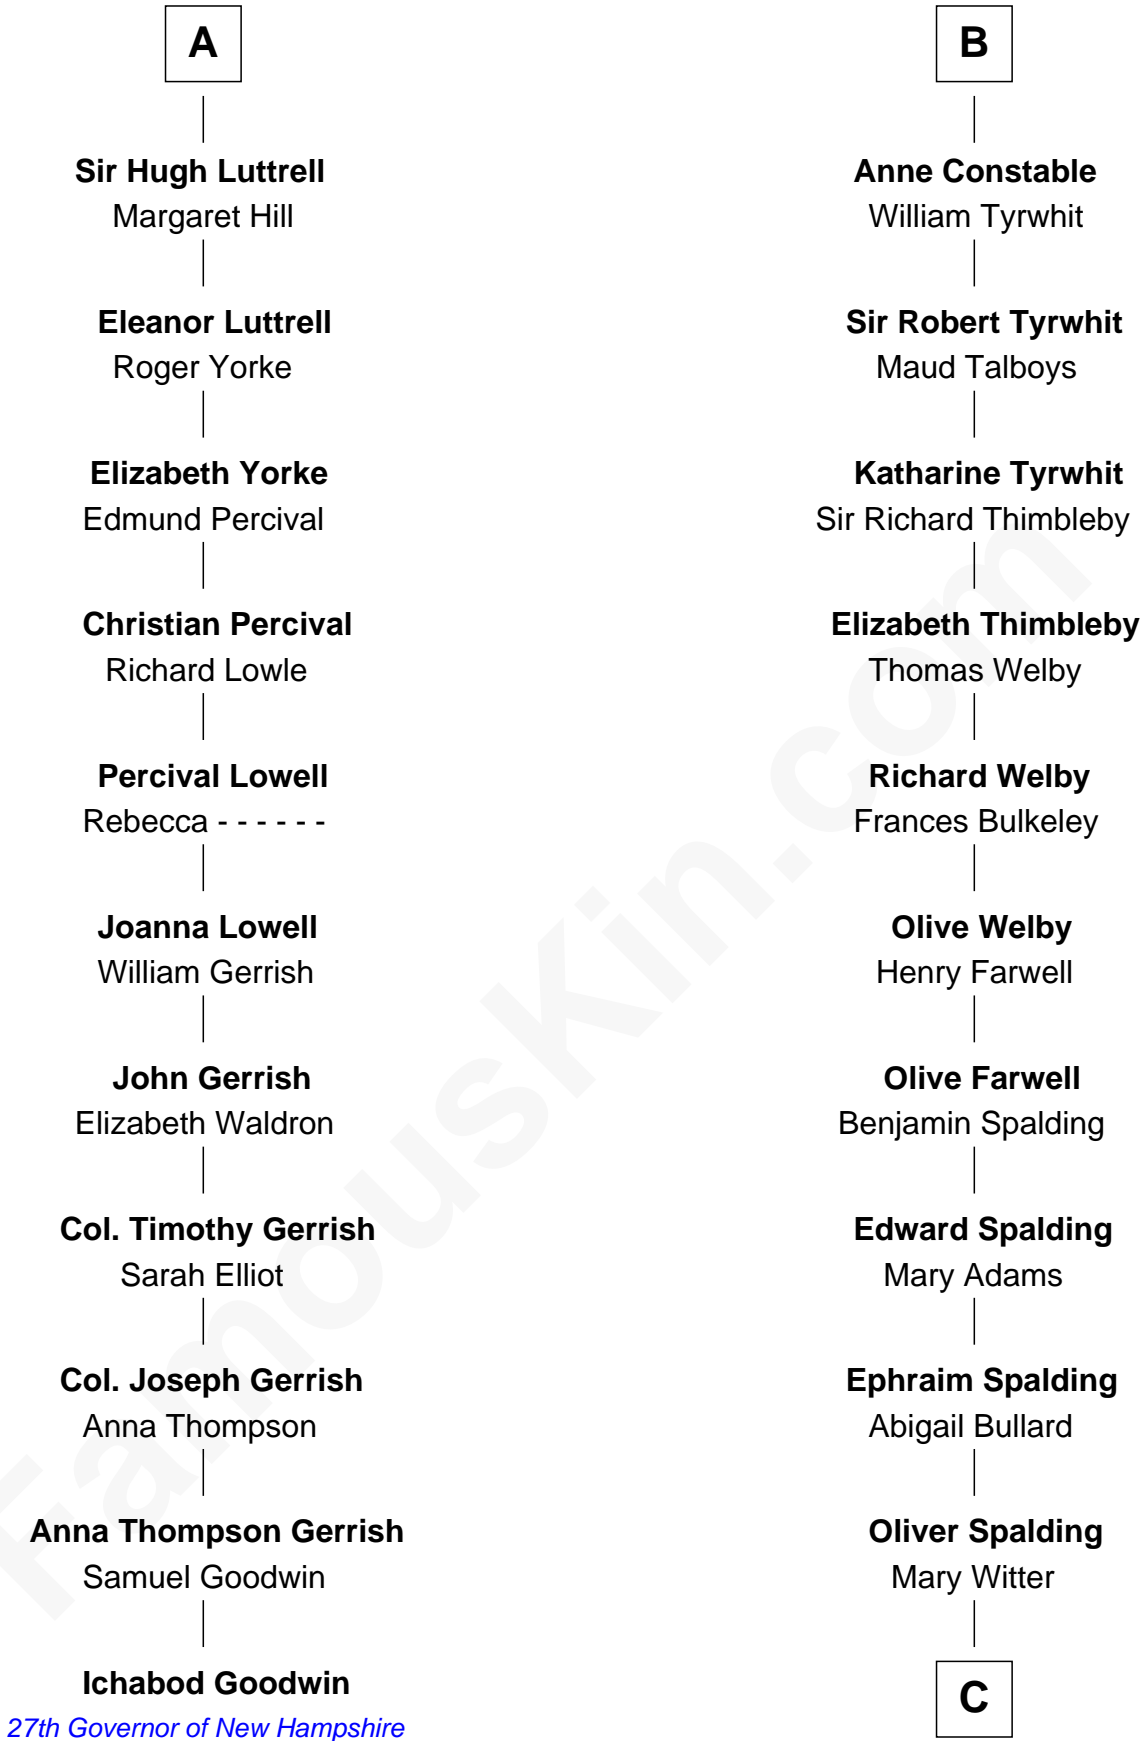 A
Sir Hugh Luttrell
Margaret Hill
Eleanor Luttrell
Roger Yorke
Elizabeth Yorke
Edmund Percival
Christian Percival
Richard Lowle
Percival Lowell
Rebecca - - - - - -
Joanna Lowell
William Gerrish
John Gerrish
Elizabeth Waldron
Col. Timothy Gerrish
Sarah Elliot
Col. Joseph Gerrish
Anna Thompson
Anna Thompson Gerrish
Samuel Goodwin
Ichabod Goodwin
27th Governor of New Hampshire
B
Anne Constable
William Tyrwhit
Sir Robert Tyrwhit
Maud Talboys
Katharine Tyrwhit
Sir Richard Thimbleby
Elizabeth Thimbleby
Thomas Welby
Richard Welby
Frances Bulkeley
Olive Welby
Henry Farwell
Olive Farwell
Benjamin Spalding
Edward Spalding
Mary Adams
Ephraim Spalding
Abigail Bullard
Oliver Spalding
Mary Witter
C
FamousKin.com